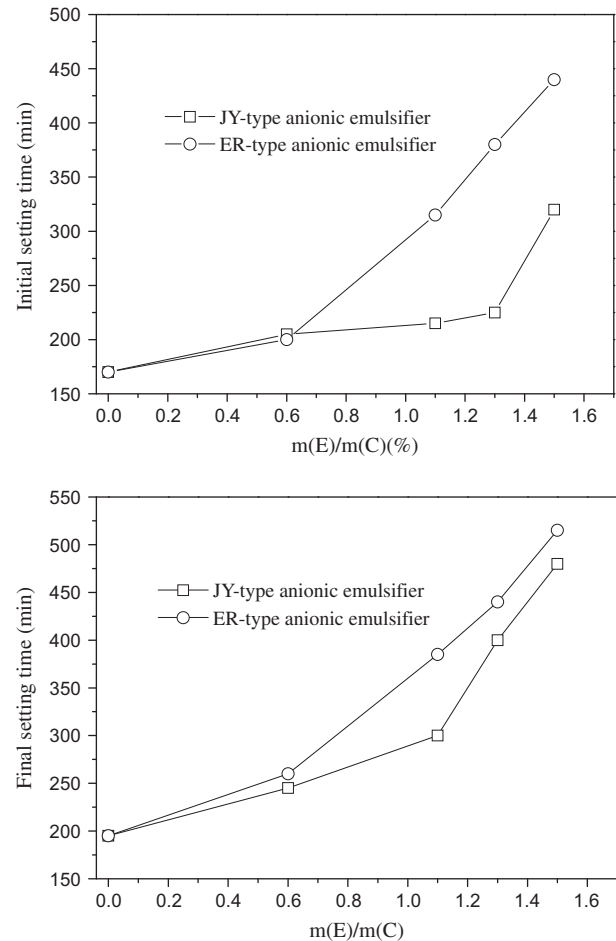 500
450
400
350
300
250
200
150
Initial setting time (min)
JY-type anionic emulsifier
ER-type anionic emulsifier
0.0 0.2 0.4 0.6 0.8 1.0 1.2 1.4 1.6
m(E)/m(C)(%)
550
500
450
400
350
300
250
200
150
Final setting time (min)
JY-type anionic emulsifier
ER-type anionic emulsifier
0.0 0.2 0.4 0.6 0.8 1.0 1.2 1.4 1.6
m(E)/m(C)